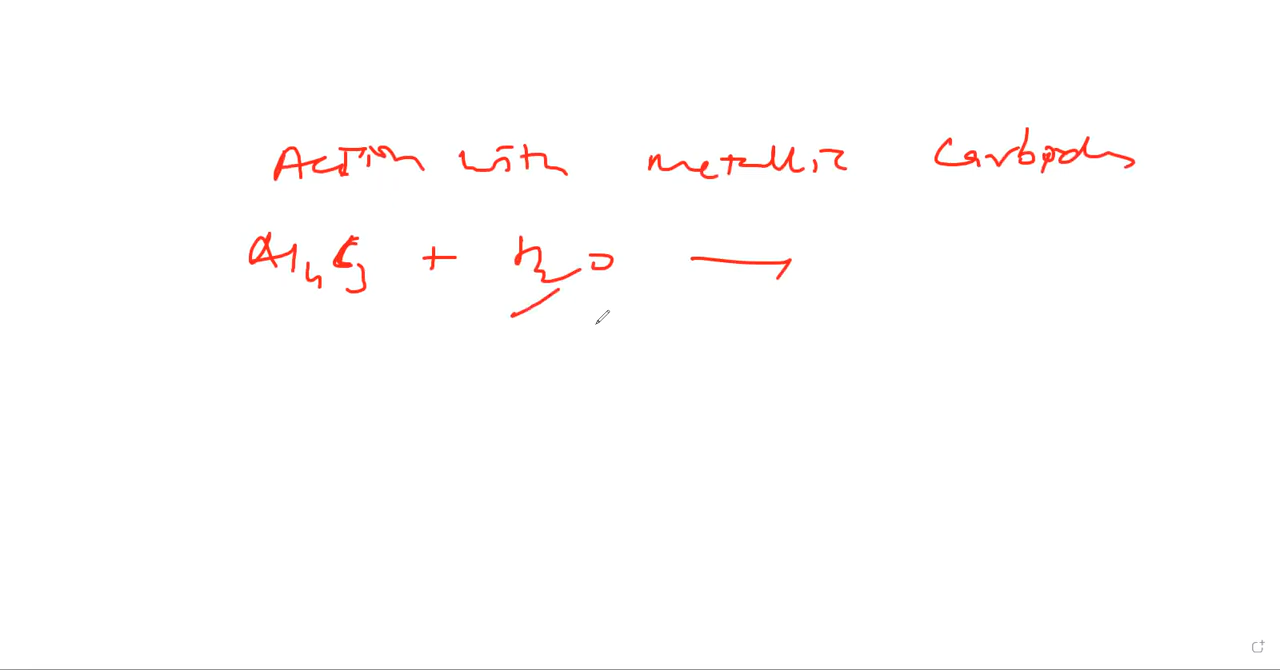 Action with metallic Carbides
Al₄C₃ + H₂O ⟶